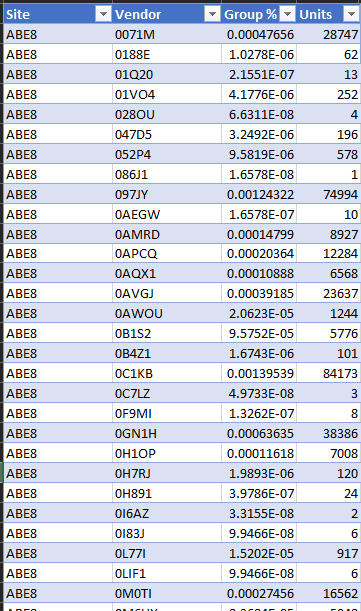 Site Vendor Group % Units
ABE8 0071M 0.00047656 28747
ABE8 0188E 1.0278E-06 62
ABE8 01Q20 2.1551E-07 13
ABE8 01VO4 4.1776E-06 252
ABE8 028OU 6.6311E-08 4
ABE8 047D5 3.2492E-06 196
ABE8 052P4 9.5819E-06 578
ABE8 086J1 1.6578E-08 1
ABE8 097JY 0.00124322 74994
ABE8 0AEGW 1.6578E-07 10
ABE8 0AMRD 0.00014799 8927
ABE8 0APCQ 0.00020364 12284
ABE8 0AQX1 0.00010888 6568
ABE8 0AVGJ 0.00039185 23637
ABE8 0AWOU 2.0623E-05 1244
ABE8 0B1S2 9.5752E-05 5776
ABE8 0B4Z1 1.6743E-06 101
ABE8 0C1KB 0.00139539 84173
ABE8 0C7LZ 4.9733E-08 3
ABE8 0F9MI 1.3262E-07 8
ABE8 0GN1H 0.00063635 38386
ABE8 0H1OP 0.00011618 7008
ABE8 0H7RJ 1.9893E-06 120
ABE8 0H891 3.9786E-07 24
ABE8 0I6AZ 3.3155E-08 2
ABE8 0I83J 9.9466E-08 6
ABE8 0L77I 1.5202E-05 917
ABE8 0LIF1 9.9466E-08 6
ABE8 0M0TI 0.00027456 16562